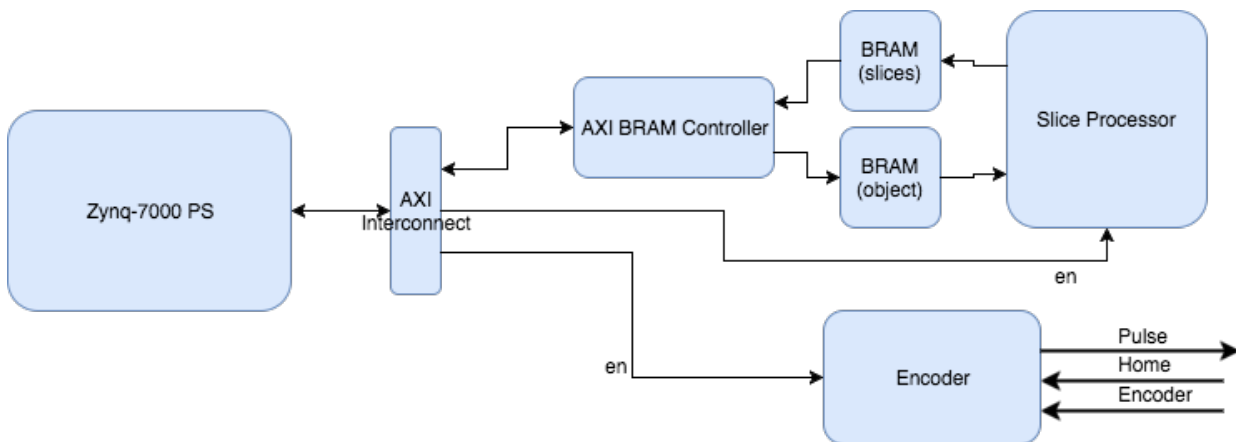 BRAM
(slices)
AXI BRAM Controller
Slice Processor
BRAM
(object)
Zynq-7000 PS
AXI
Interconnect
en
en
Pulse
Home
Encoder
Encoder